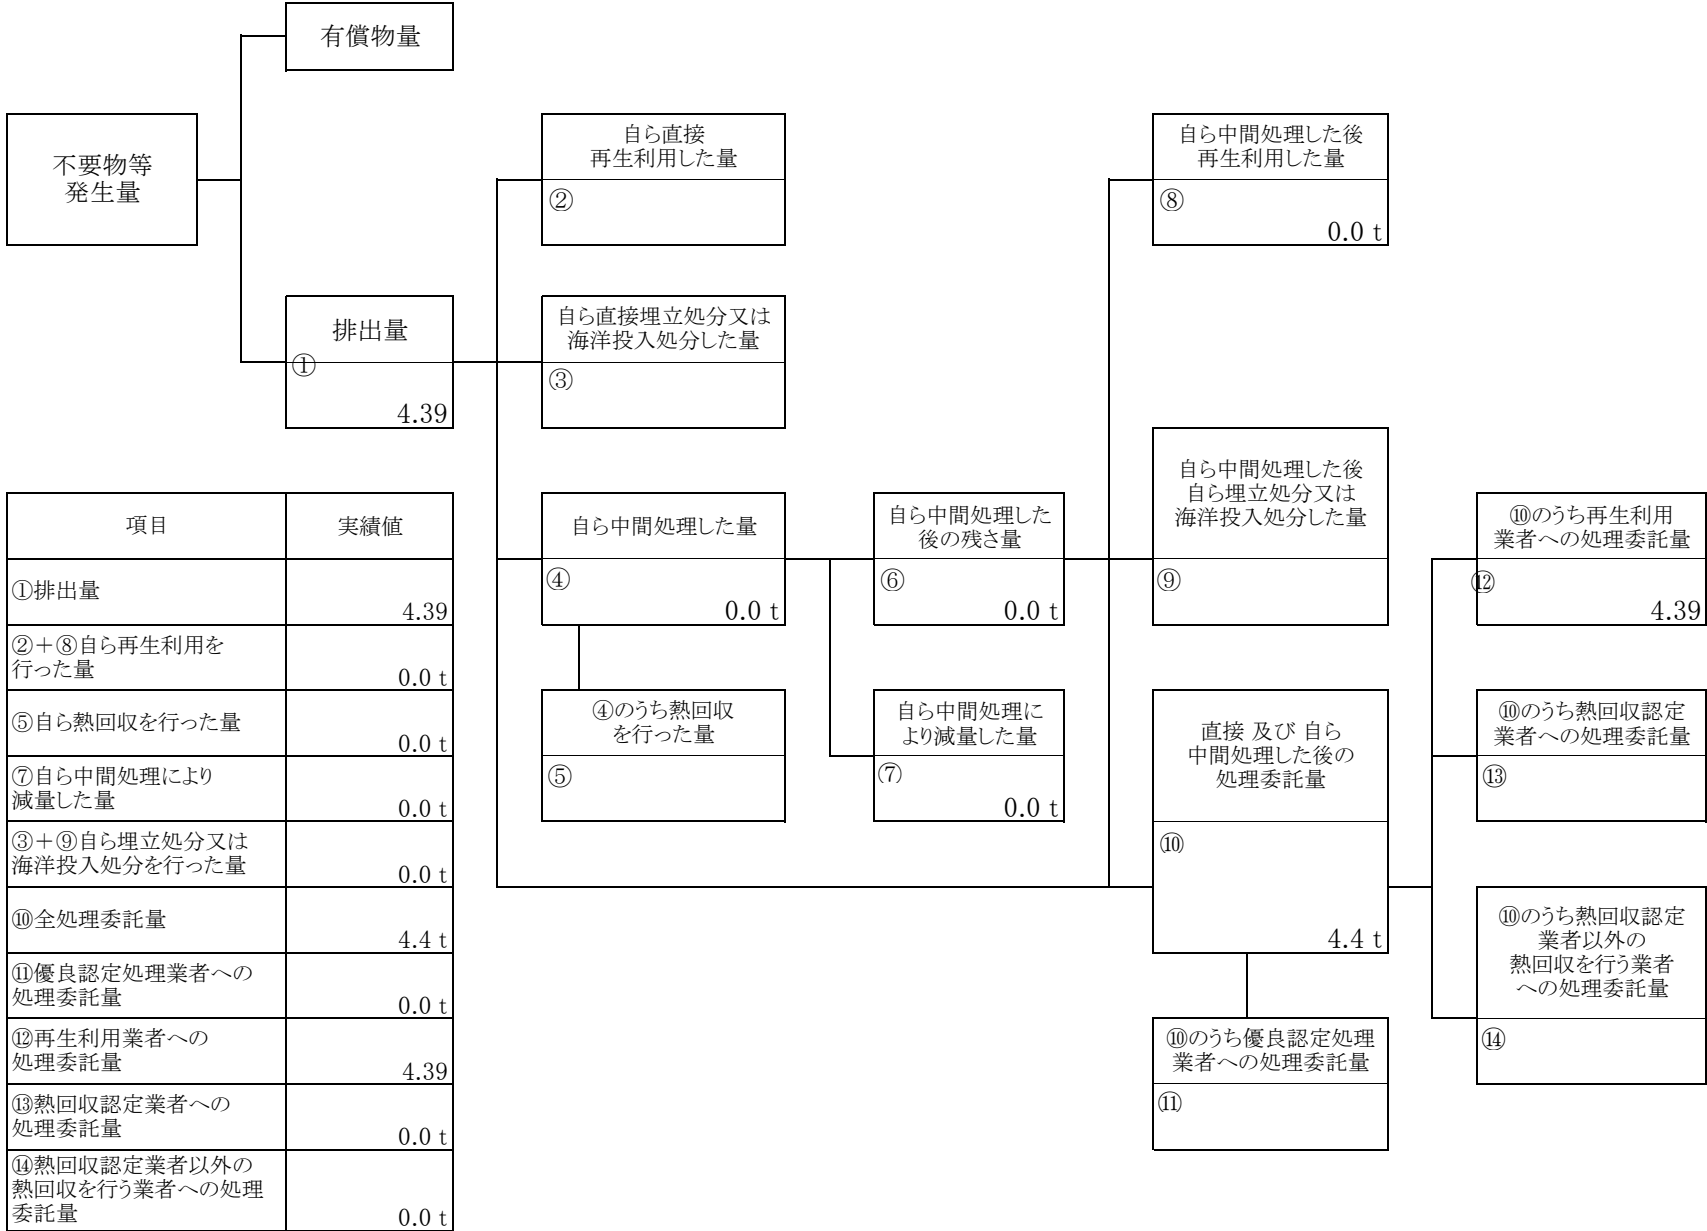 有償物量
不要物等
発生量
排出量
①
4.39
自ら直接
再生利用した量
②
自ら直接埋立処分又は
海洋投入処分した量
③
自ら中間処理した量
④
0.0 t
④のうち熱回収
を行った量
⑤
自ら中間処理した
後の残さ量
⑥
0.0 t
自ら中間処理に
より減量した量
⑦
0.0 t
自ら中間処理した後
再生利用した量
⑧
0.0 t
自ら中間処理した後
自ら埋立処分又は
海洋投入処分した量
⑨
直接 及び 自ら
中間処理した後の
処理委託量
⑩
4.4 t
⑩のうち優良認定処理
業者への処理委託量
⑪
⑩のうち再生利用
業者への処理委託量
⑫
4.39
⑩のうち熱回収認定
業者への処理委託量
⑬
⑩のうち熱回収認定
業者以外の
熱回収を行う業者
への処理委託量
⑭
項目 実績値
①排出量
4.39
②+⑧自ら再生利用を
行った量
0.0 t
⑤自ら熱回収を行った量
0.0 t
⑦自ら中間処理により
減量した量
0.0 t
③+⑨自ら埋立処分又は
海洋投入処分を行った量
0.0 t
⑩全処理委託量
4.4 t
⑪優良認定処理業者への
処理委託量
0.0 t
⑫再生利用業者への
処理委託量
4.39
⑬熱回収認定業者への
処理委託量
0.0 t
⑭熱回収認定業者以外の
熱回収を行う業者への処理
委託量
0.0 t